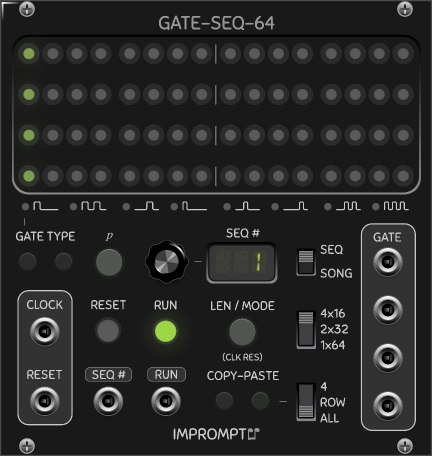 GATE-SEQ-64
GATE TYPE
p
SEQ #
1
SEQ
SONG
GATE
CLOCK
RESET
RUN
LEN / MODE
(CLK RES)
4x16
2x32
1x64
RESET
SEQ #
RUN
COPY-PASTE
4
ROW
ALL
IMPROMPTU